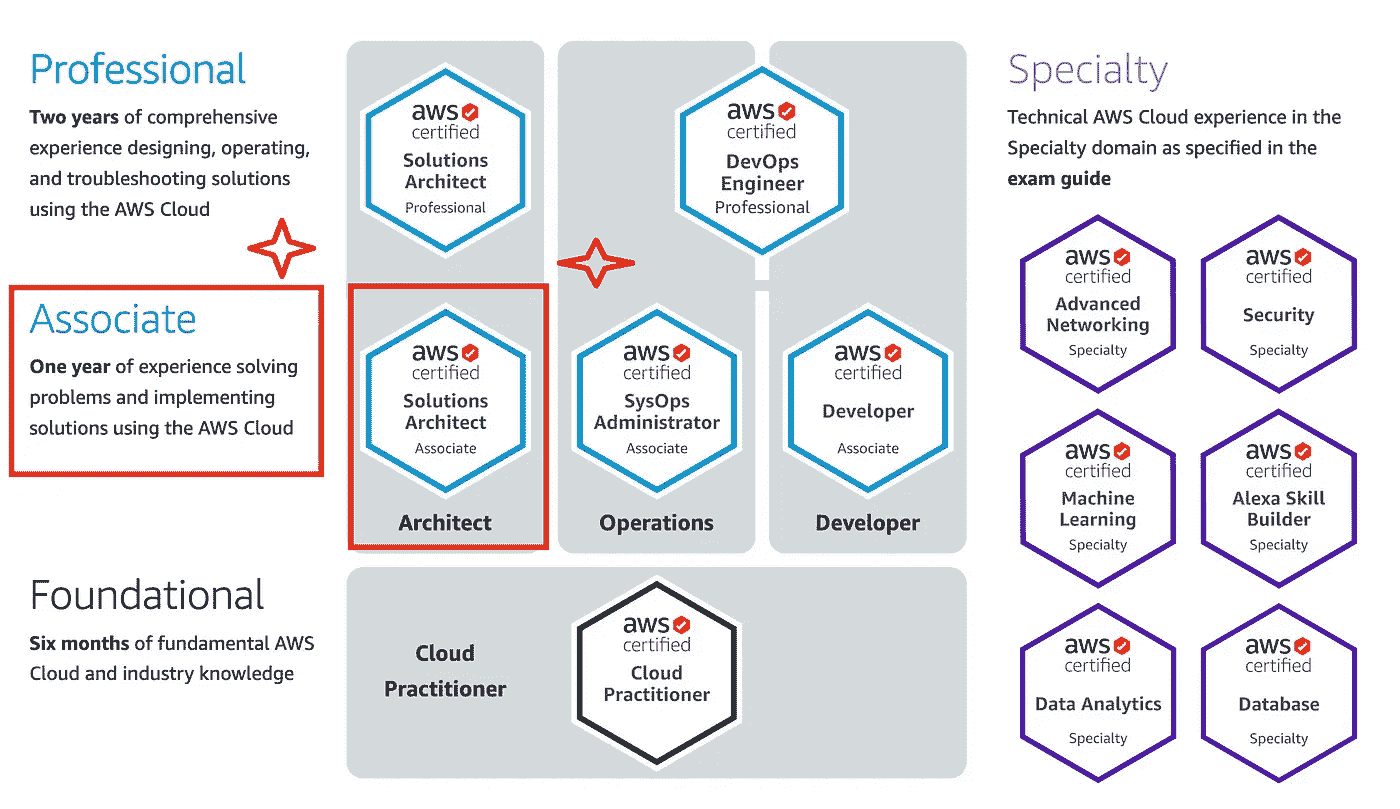 Professional
Two years of comprehensive
experience designing, operating,
and troubleshooting solutions
using the AWS Cloud
aws
certified
Solutions
Architect
Professional
aws
certified
DevOps
Engineer
Professional
Associate
One year of experience solving
problems and implementing
solutions using the AWS Cloud
aws
certified
Solutions
Architect
Associate
Architect
aws
certified
SysOps
Administrator
Associate
Operations
aws
certified
Developer
Associate
Developer
Foundational
Six months of fundamental AWS
Cloud and industry knowledge
Cloud
Practitioner
aws
certified
Cloud
Practitioner
Specialty
Technical AWS Cloud experience in the
Specialty domain as specified in the
exam guide
aws
certified
Advanced
Networking
Specialty
aws
certified
Security
Specialty
aws
certified
Machine
Learning
Specialty
aws
certified
Alexa Skill
Builder
Specialty
aws
certified
Data Analytics
Specialty
aws
certified
Database
Specialty